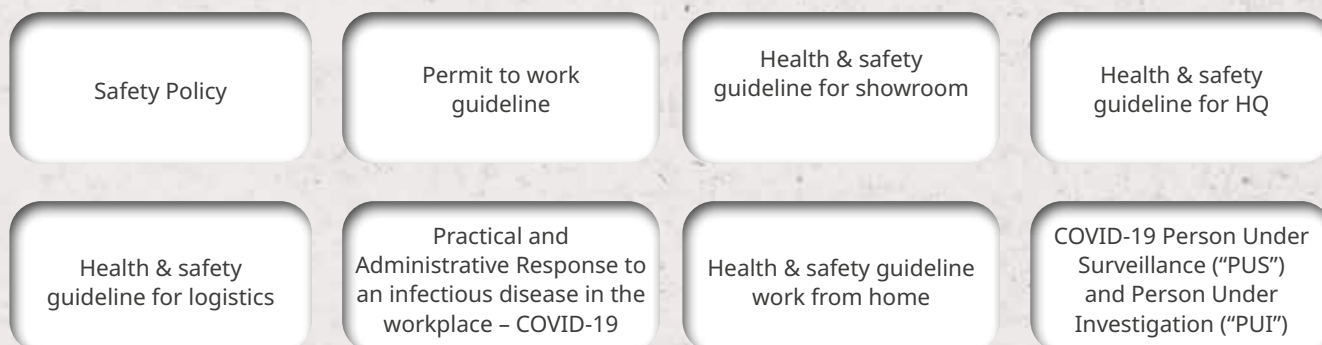 Safety Policy
Permit to work
guideline
Health & safety
guideline for showroom
Health & safety
guideline for HQ
Health & safety
guideline for logistics
Practical and
Administrative Response to
an infectious disease in the
workplace – COVID-19
Health & safety guideline
work from home
COVID-19 Person Under
Surveillance (“PUS”)
and Person Under
Investigation (“PUI”)